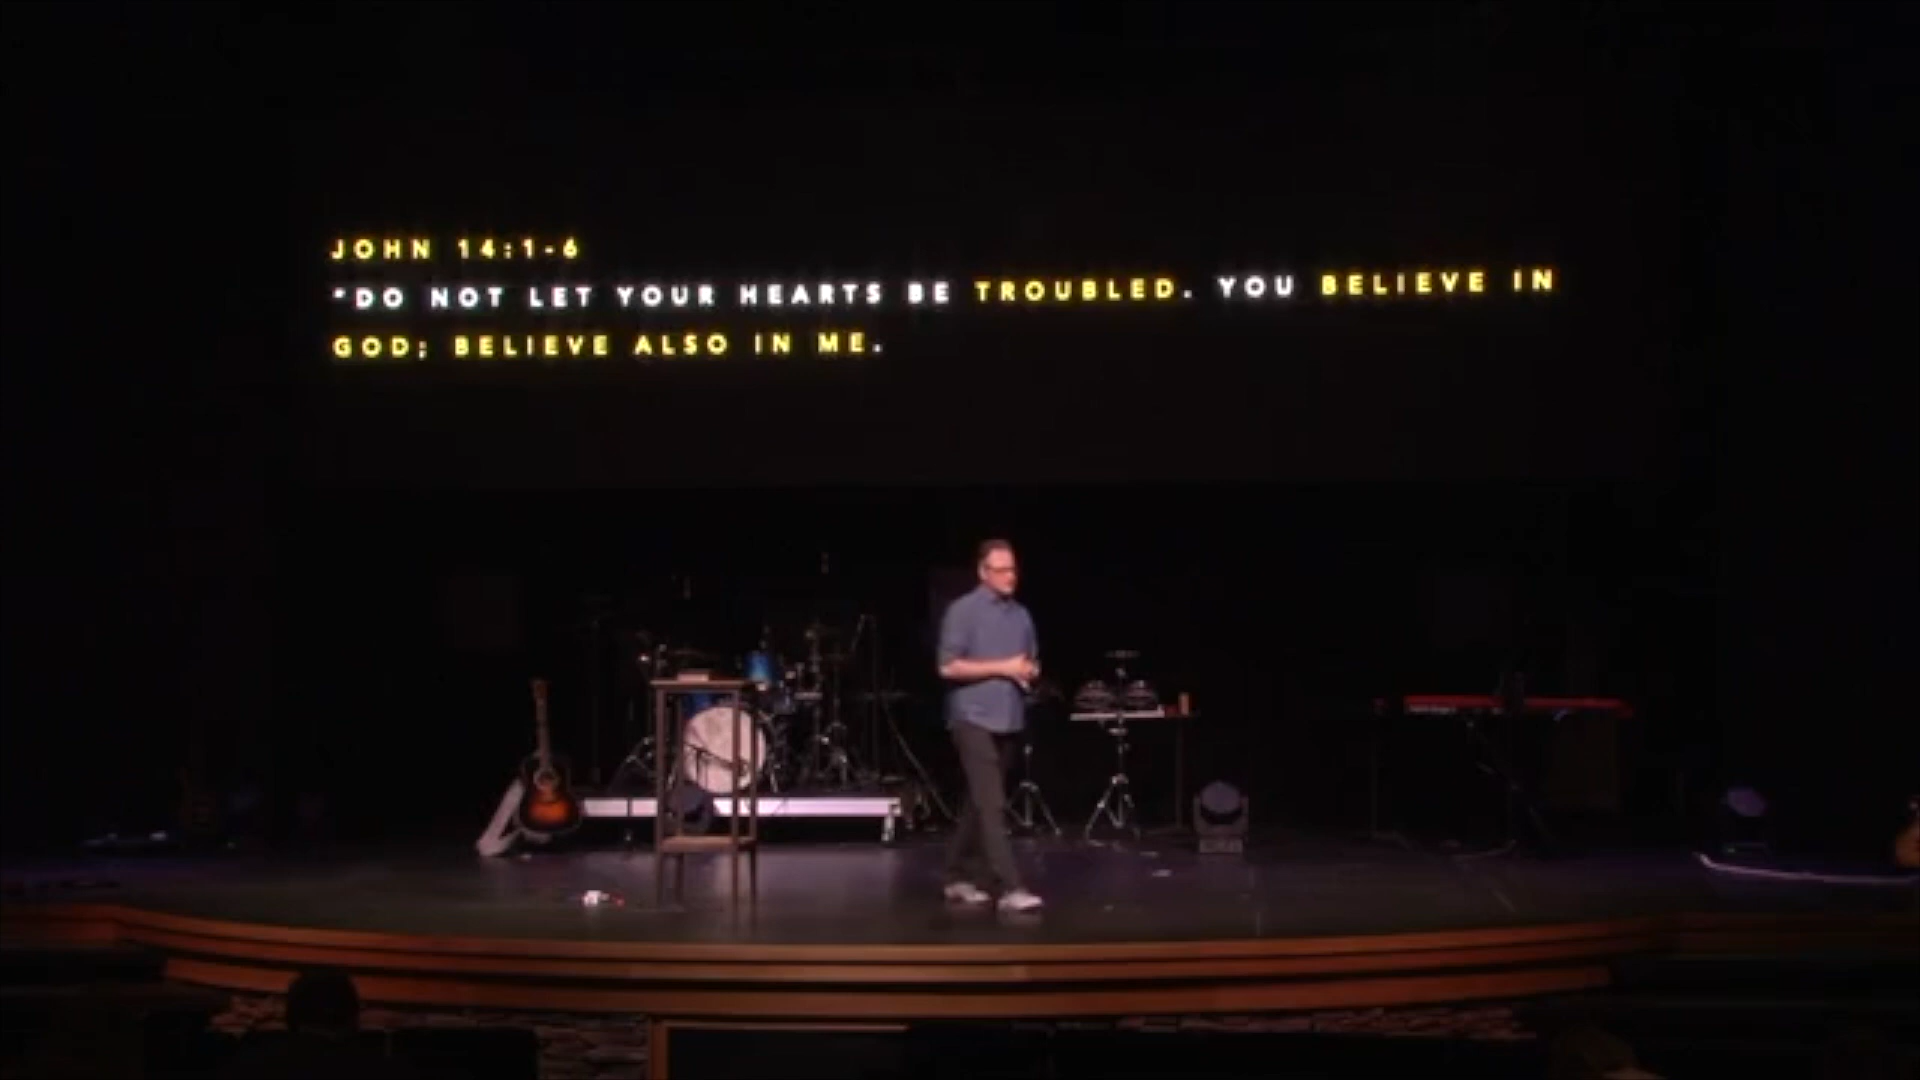 JOHN 14:1-6
"DO NOT LET YOUR HEARTS BE TROUBLED. YOU BELIEVE IN
GOD; BELIEVE ALSO IN ME.